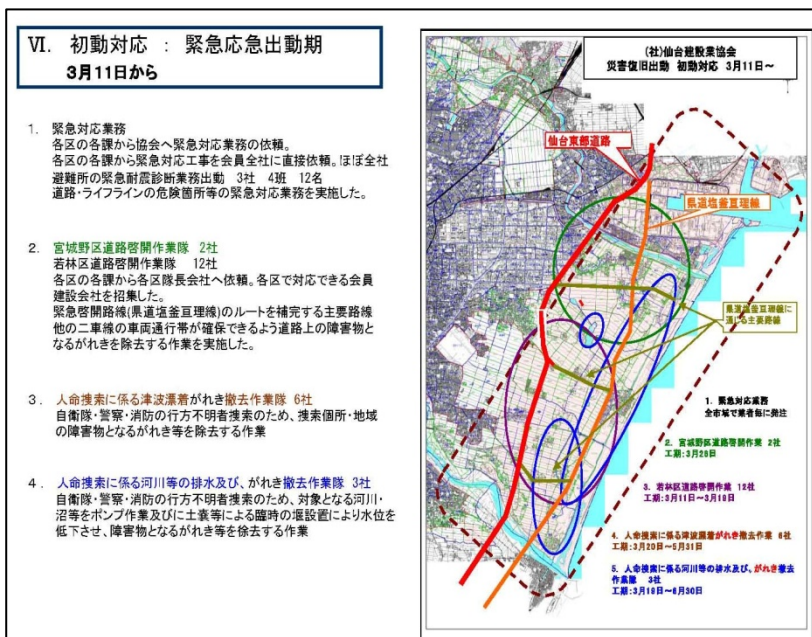 Ⅵ. 初動対応 : 緊急応急出動期
3月11日から
1. 緊急対応業務
各区の各課から協会へ緊急対応業務の依頼。
各区の各課から緊急対応工事を会員全社に直接依頼。ほぼ全社
避難所の緊急耐震診断業務出動 3社 4班 12名
道路・ライフラインの危険箇所等の緊急対応業務を実施した。
2. 宮城野区道路啓開作業隊 2社
若林区道路啓開作業隊 12社
各区の各課から各区隊長会社へ依頼。各区で対応できる会員
建設会社を招集した。
緊急啓開路線(県道塩釜亘理線)のルートを補完する主要路線
他の二車線の車両通行帯が確保できるよう道路上の障害物と
なるがれきを除去する作業を実施した。
3. 人命捜索に係る津波漂着がれき撤去作業隊 6社
自衛隊・警察・消防の行方不明者捜索のため、捜索個所・地域
の障害物となるがれき等を除去する作業
4. 人命捜索に係る河川等の排水及び、がれき撤去作業隊 3社
自衛隊・警察・消防の行方不明者捜索のため、対象となる河川・
沼等をポンプ作業及びに土嚢等による臨時の堰設置により水位を
低下させ、障害物となるがれき等を除去する作業
(社)仙台建設業協会
災害復旧出動 初動対応 3月11日~
仙台東部道路
県道塩釜亘理線
県道塩釜亘理線に
通じる主要路線
1. 緊急対応業務
全市域で業者毎に発注
2. 宮城野区道路啓開作業 2社
工期:3月28日
3. 若林区道路啓開作業 12社
工期:3月11日~3月19日
4. 人命捜索に係る津波漂着がれき撤去作業 6社
工期:3月20日~5月31日
5. 人命捜索に係る河川等の排水及び、がれき撤去
作業隊 3社
工期:3月19日~6月30日